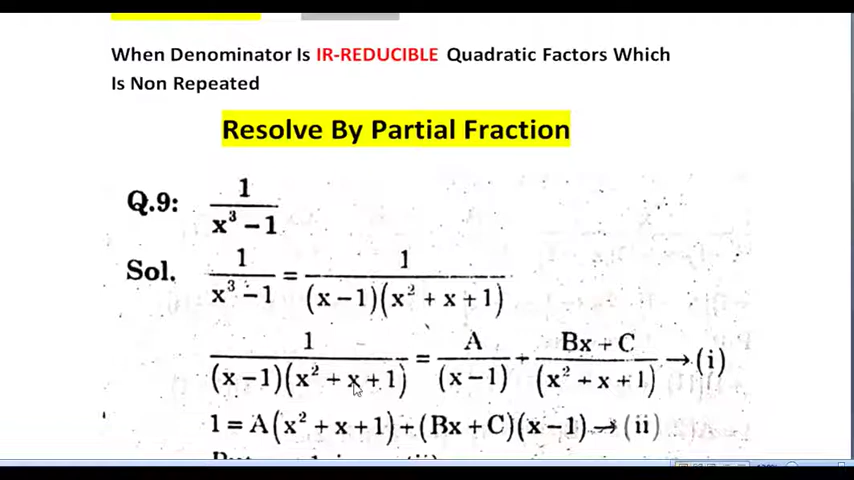 When Denominator Is IR-REDUCIBLE Quadratic Factors Which
Is Non Repeated
Resolve By Partial Fraction
Q.9: 1/(x³ −1)
Sol. 1/(x³ −1) = 1/((x −1)(x² + x +1))
1/((x −1)(x² + x +1)) = A/(x −1) + (Bx + C)/(x² + x +1) →(i)
1 = A(x² + x +1) + (Bx + C)(x −1) → (ii)